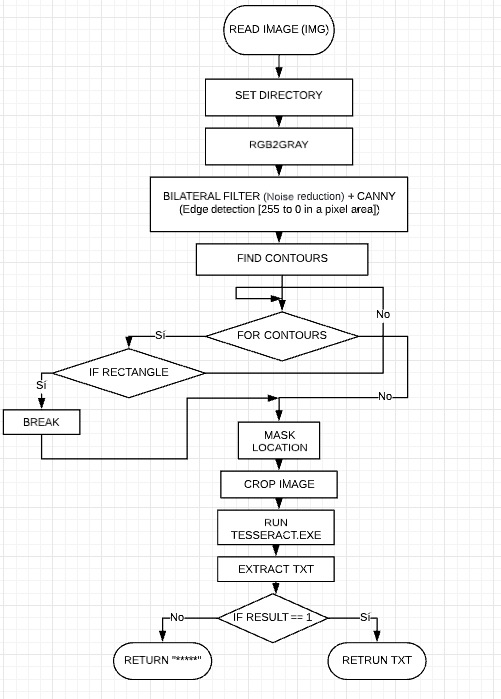 READ IMAGE (IMG)
SET DIRECTORY
RGB2GRAY
BILATERAL FILTER (Noise reduction) + CANNY
(Edge detection [255 to 0 in a pixel area])
FIND CONTOURS
No
Sí
FOR CONTOURS
IF RECTANGLE
Sí
No
BREAK
MASK
LOCATION
CROP IMAGE
RUN
TESSERACT.EXE
EXTRACT TXT
No
IF RESULT == 1
Sí
RETURN "*****"
RETRUN TXT